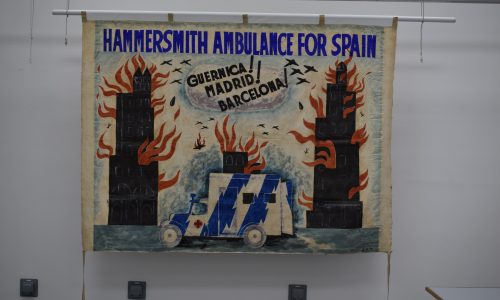 HAMMERSMITH AMBULANCE FOR SPAIN
GUERNICA!
MADRID!
BARCELONA!